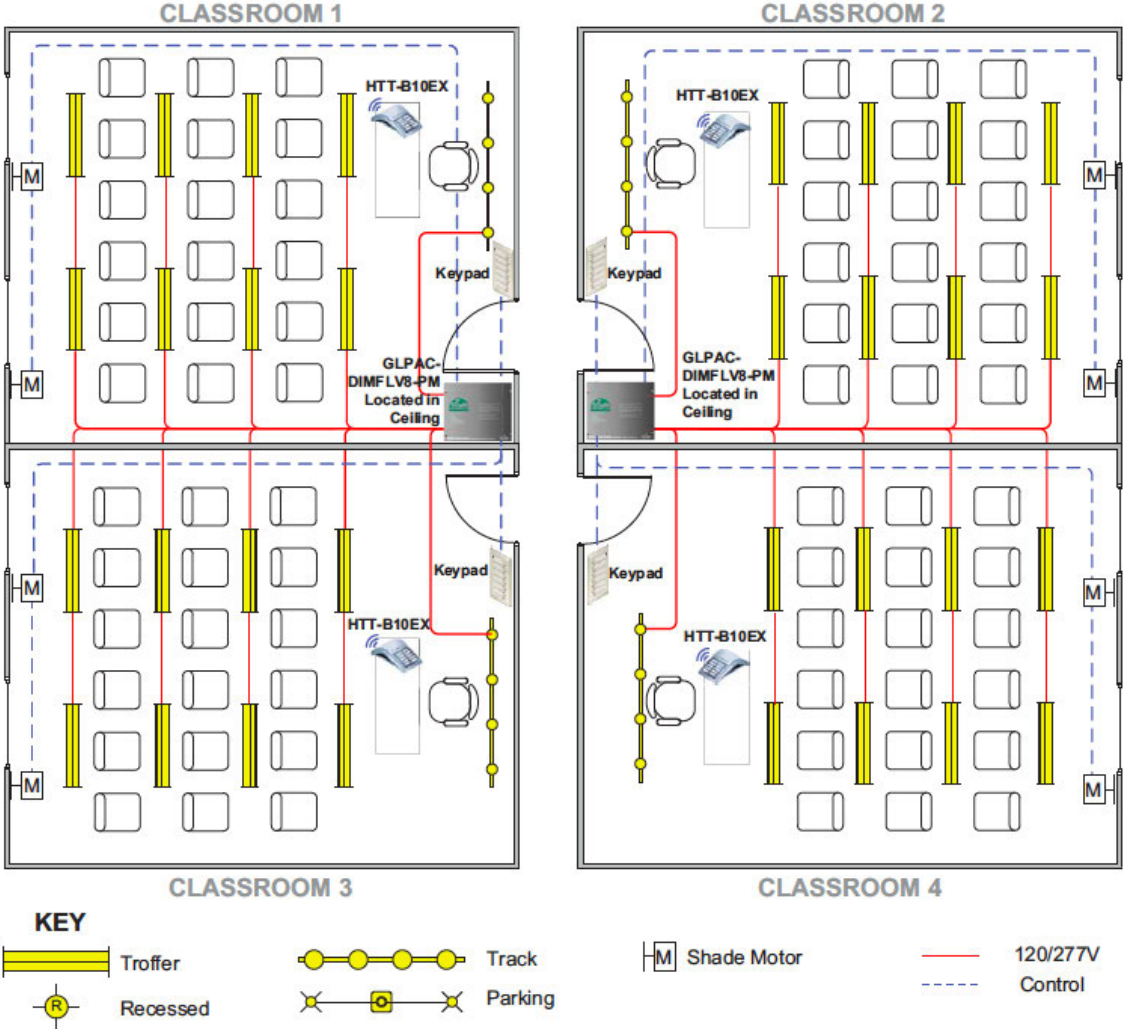 CLASSROOM 1
CLASSROOM 2
HTT-B10EX
HTT-B10EX
M
M
Keypad
Keypad
GLPAC-
DIMFLV8-PM
Located in
Ceiling
GLPAC-
DIMFLV8-PM
Located in
Ceiling
M
M
Keypad
Keypad
M
M
HTT-B10EX
HTT-B10EX
M
M
CLASSROOM 3
CLASSROOM 4
KEY
Troffer
Track
M Shade Motor
120/277V
R Recessed
Parking
Control